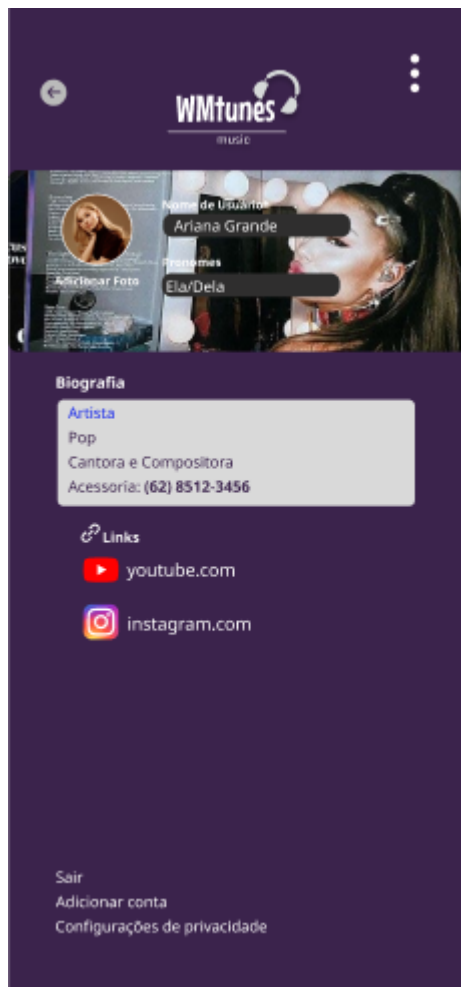 WMtunes
music
Nome de Usuário
Ariana Grande
Pronomes
Adicionar Foto
Ela/Dela
Biografia
Artista
Pop
Cantora e Compositora
Acessoria: (62) 8512-3456
Links
youtube.com
instagram.com
Sair
Adicionar conta
Configurações de privacidade